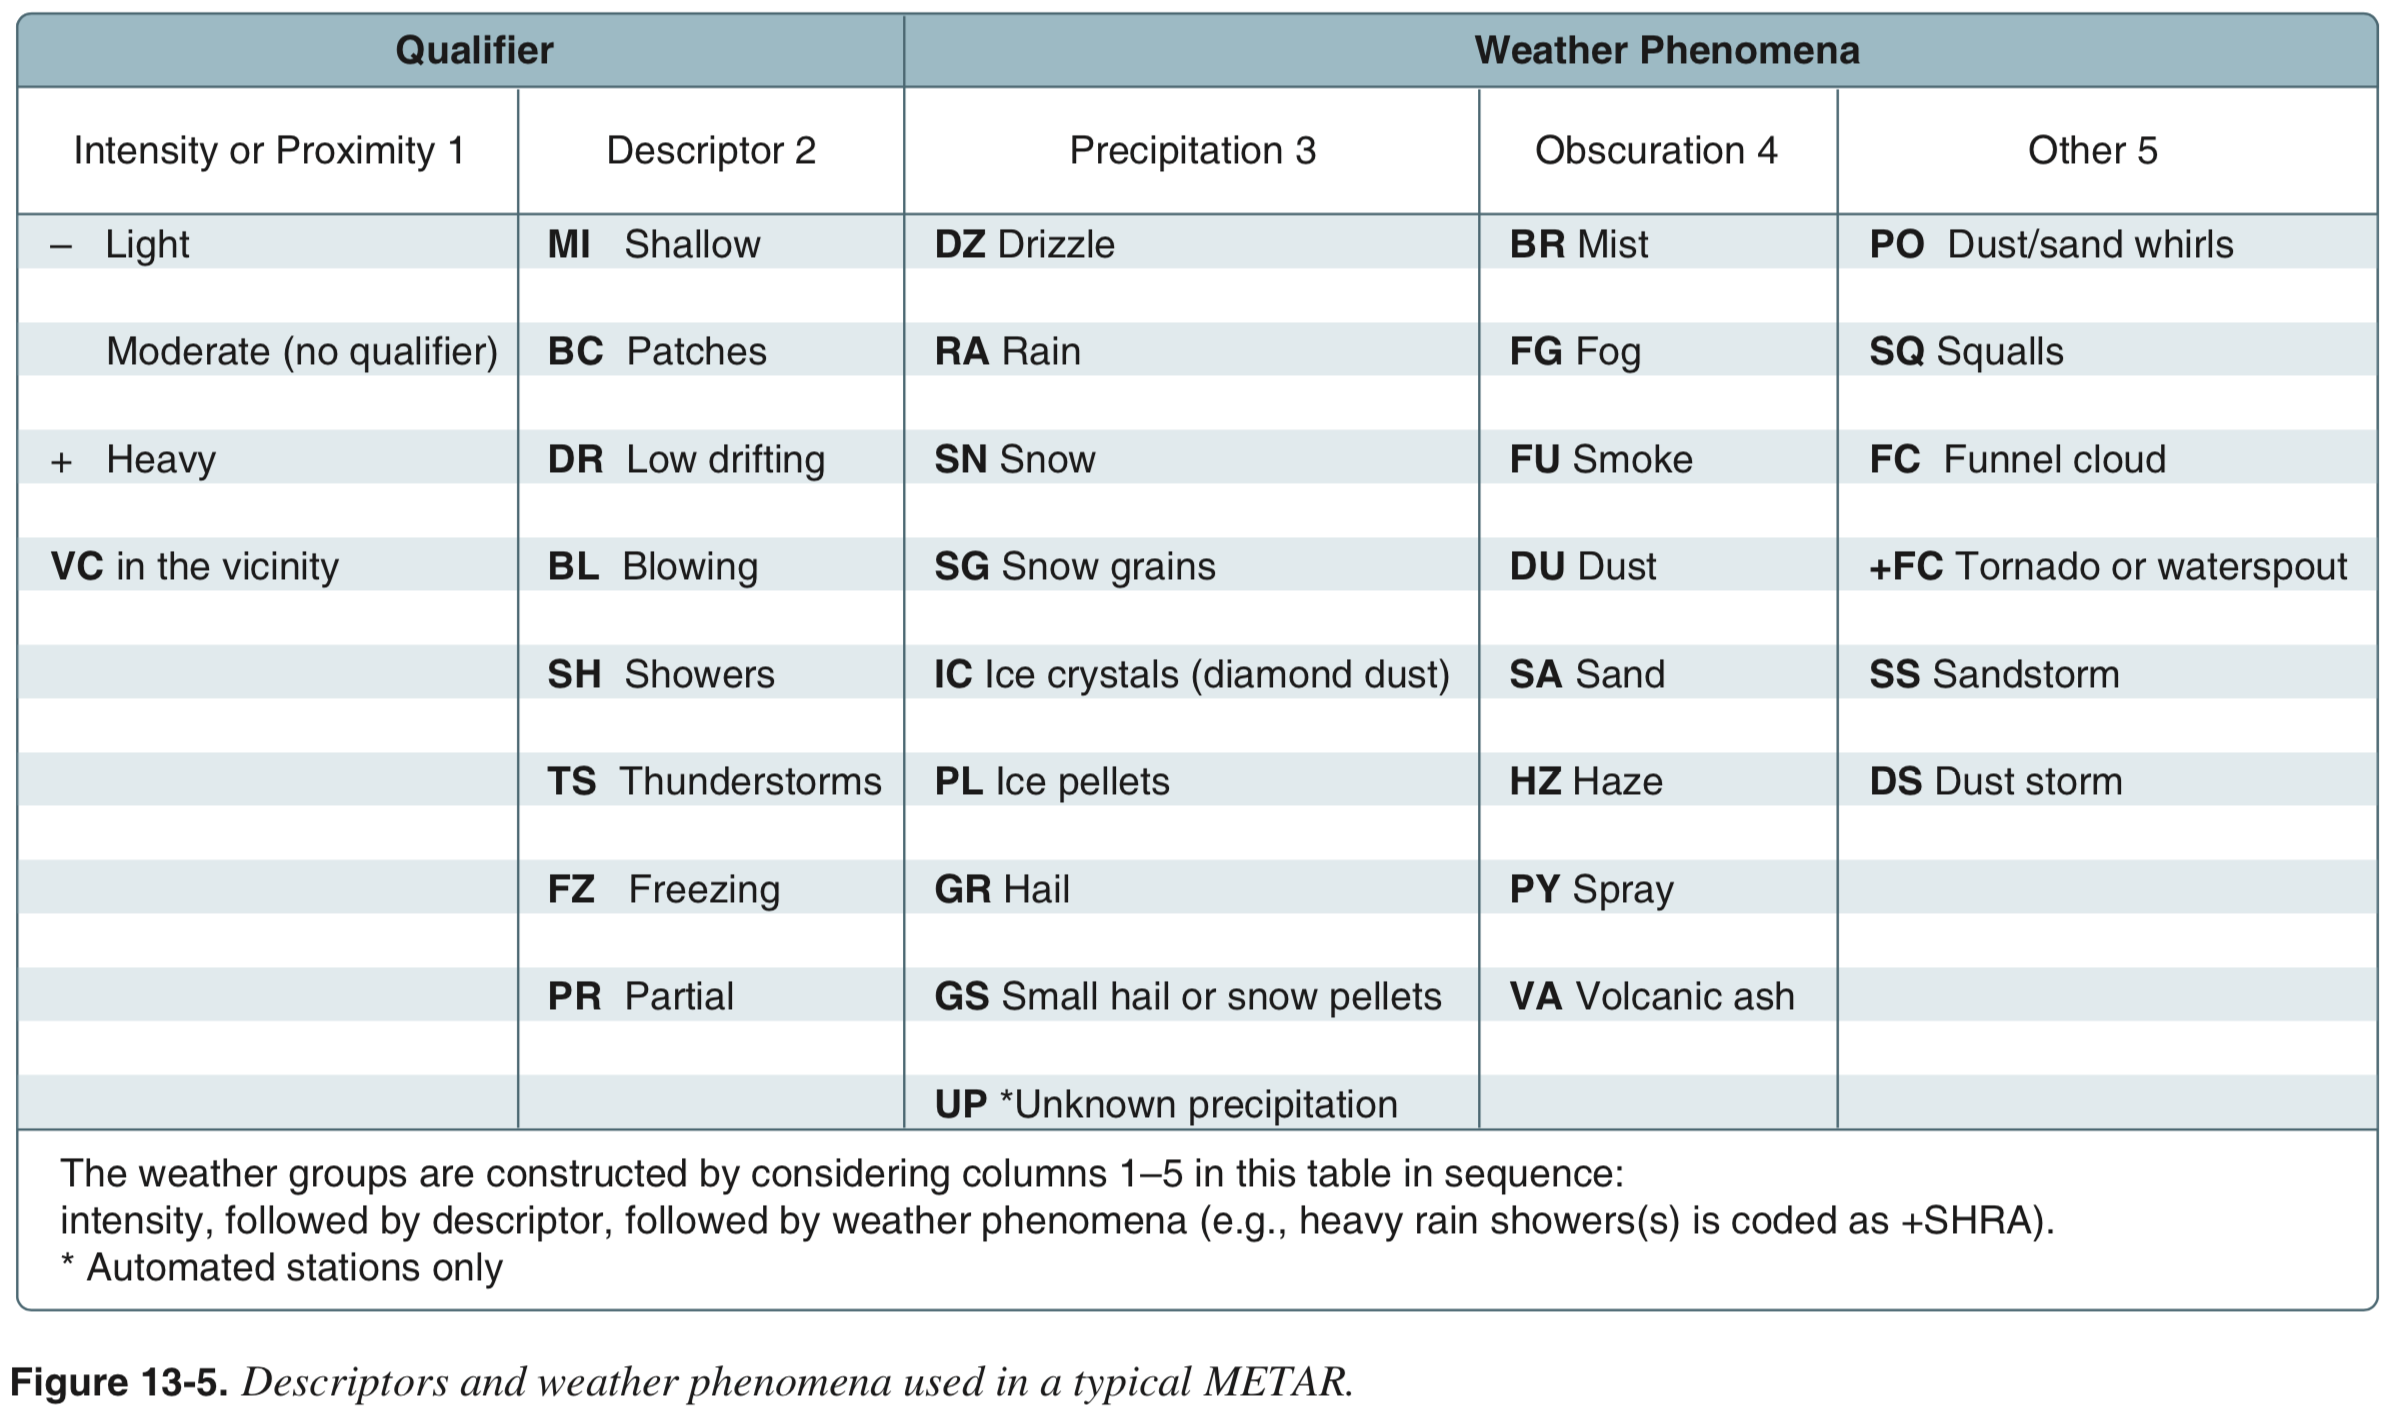 Qualifier Weather Phenomena
Intensity or Proximity 1 Descriptor 2 Precipitation 3 Obscuration 4 Other 5
– Light MI Shallow DZ Drizzle BR Mist PO Dust/sand whirls
Moderate (no qualifier) BC Patches RA Rain FG Fog SQ Squalls
+ Heavy DR Low drifting SN Snow FU Smoke FC Funnel cloud
VC in the vicinity BL Blowing SG Snow grains DU Dust +FC Tornado or waterspout
SH Showers IC Ice crystals (diamond dust) SA Sand SS Sandstorm
TS Thunderstorms PL Ice pellets HZ Haze DS Dust storm
FZ Freezing GR Hail PY Spray
PR Partial GS Small hail or snow pellets VA Volcanic ash
UP *Unknown precipitation
The weather groups are constructed by considering columns 1–5 in this table in sequence:
intensity, followed by descriptor, followed by weather phenomena (e.g., heavy rain showers(s) is coded as +SHRA).
* Automated stations only
Figure 13-5. Descriptors and weather phenomena used in a typical METAR.